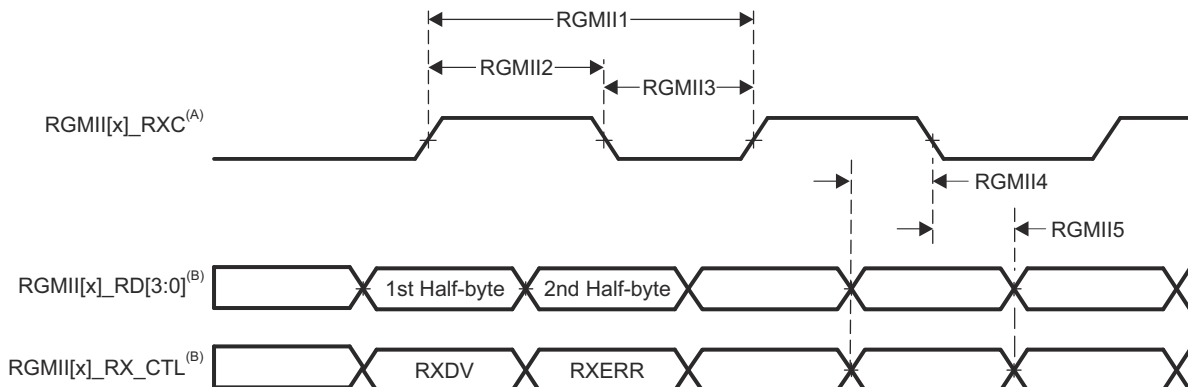 RGMII1
RGMII2
RGMII3
RGMII[x]_RXC(A)
RGMII4
RGMII5
RGMII[x]_RD[3:0](B)
1st Half-byte
2nd Half-byte
RGMII[x]_RX_CTL(B)
RXDV
RXERR